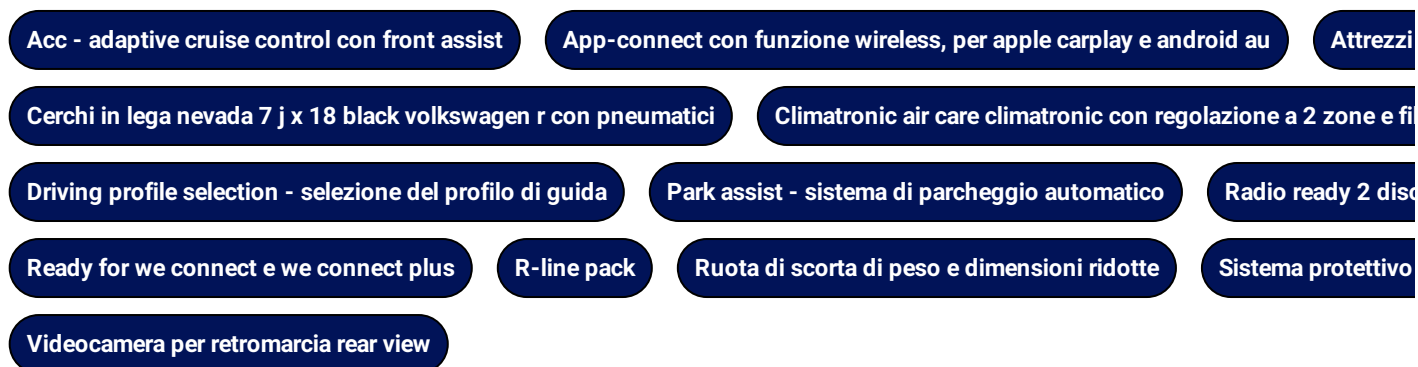 Acc - adaptive cruise control con front assist App-connect con funzione wireless, per apple carplay e android au Attrezzi
Cerchi in lega nevada 7 j x 18 black volkswagen r con pneumatici Climatronic air care climatronic con regolazione a 2 zone e
Driving profile selection - selezione del profilo di guida Park assist - sistema di parcheggio automatico Radio ready 2
Ready for we connect e we connect plus R-line pack Ruota di scorta di peso e dimensioni ridotte Sistema protettivo
Videocamera per retromarcia rear view